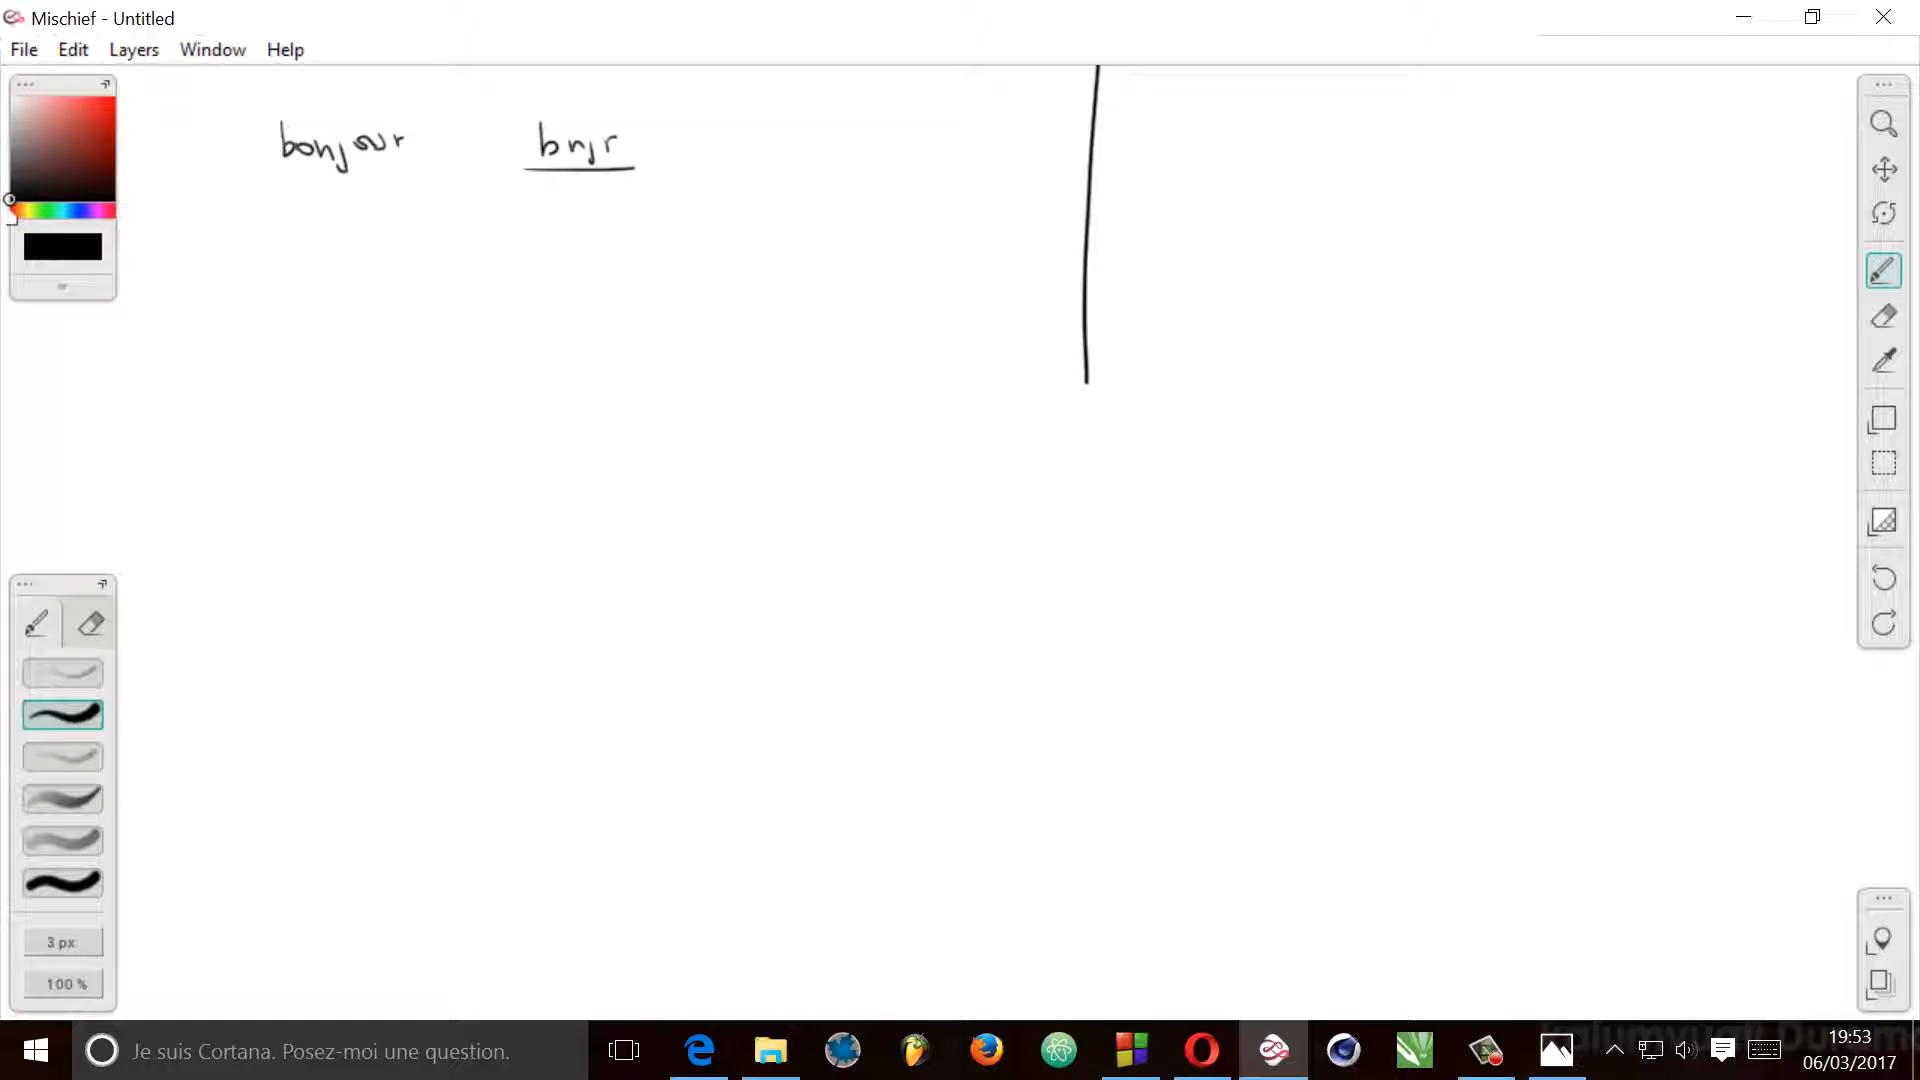 Mischief - Untitled
File Edit Layers Window Help
bonjour bnjr
3 px
100 %
Je suis Cortana. Posez-moi une question.
19:53
06/03/2017